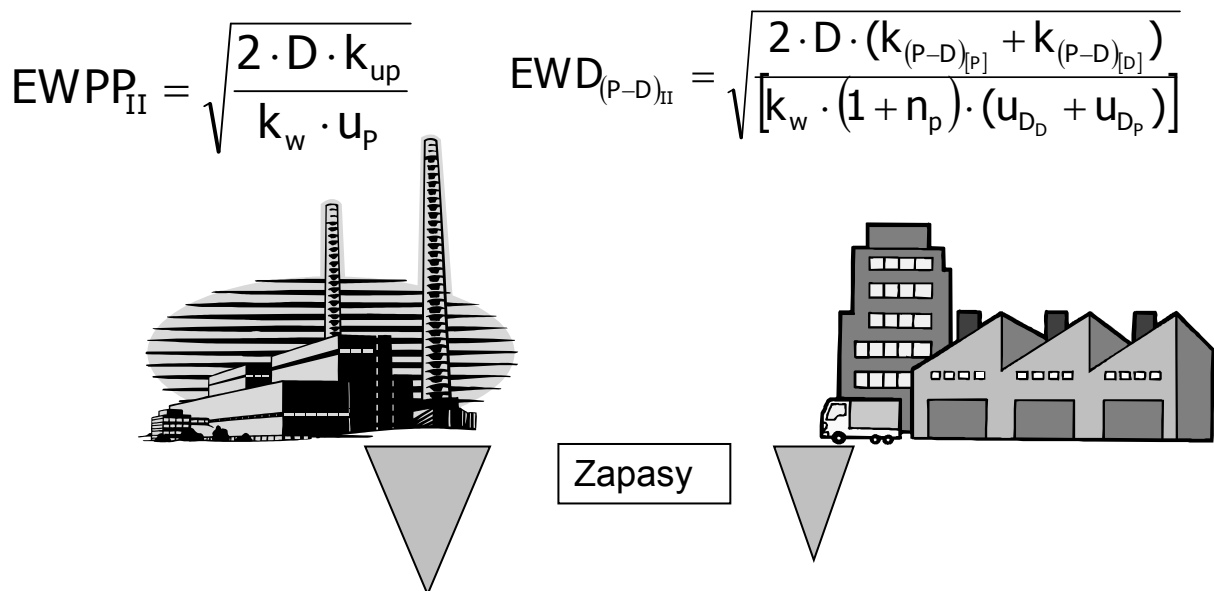 EWPP_II = √(2 · D · k_up / k_w · u_P)
EWD_(P–D)_II = √(2 · D · (k_(P–D)[P] + k_(P–D)[D]) / [k_w · (1 + n_p) · (u_D_D + u_D_P)])
Zapasy